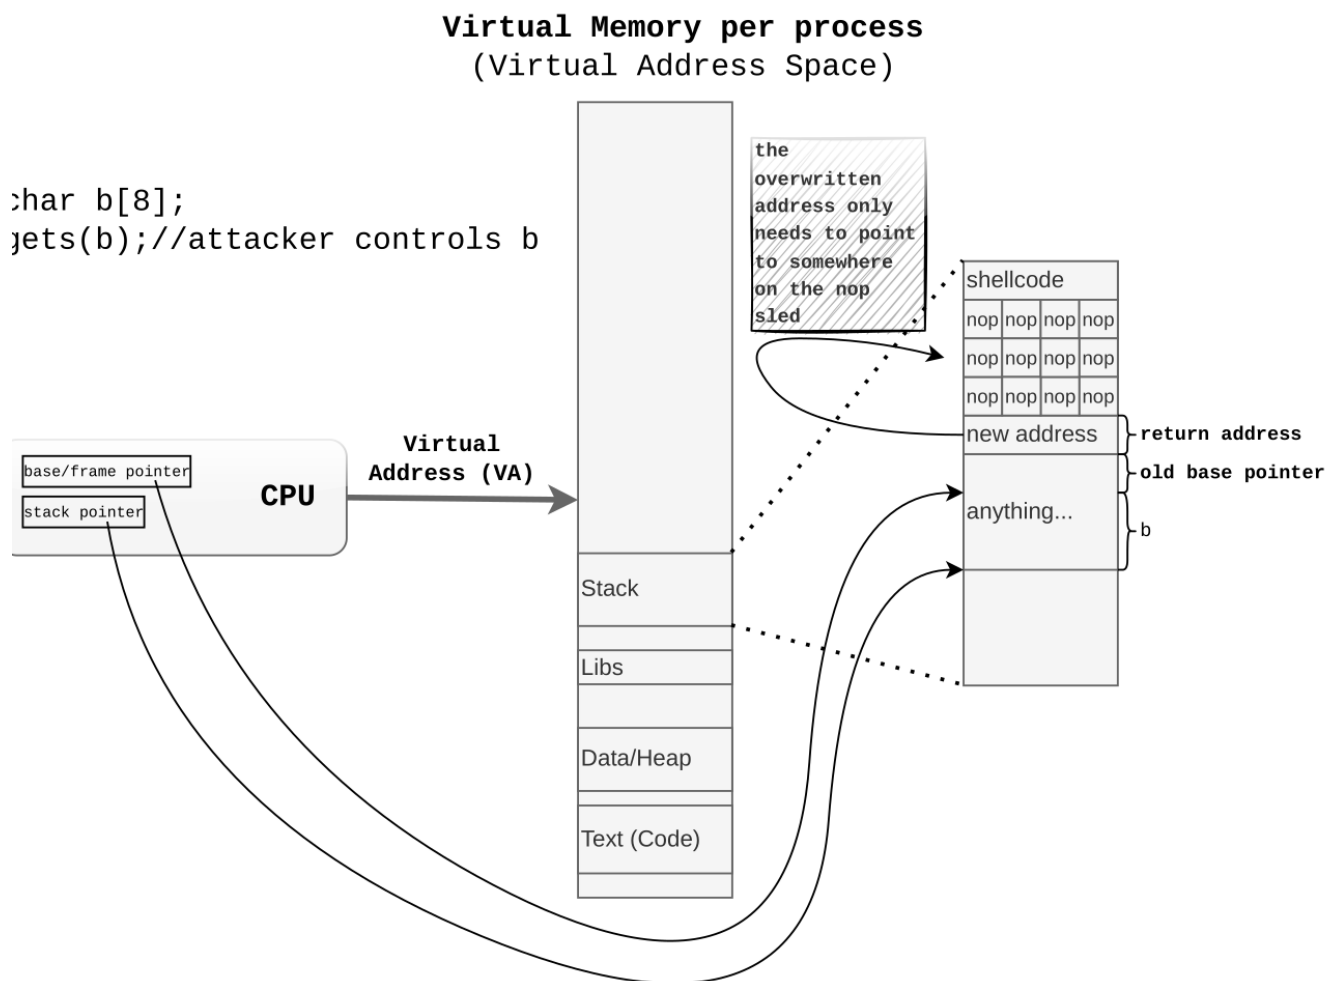 Virtual Memory per process
(Virtual Address Space)
char b[8];
gets(b);//attacker controls b
the
overwritten
address only
needs to point
to somewhere
on the nop
sled
shellcode
nop nop nop nop
nop nop nop nop
nop nop nop nop
new address
return address
old base pointer
anything...
b
base/frame pointer
stack pointer
CPU
Virtual
Address (VA)
Stack
Libs
Data/Heap
Text (Code)